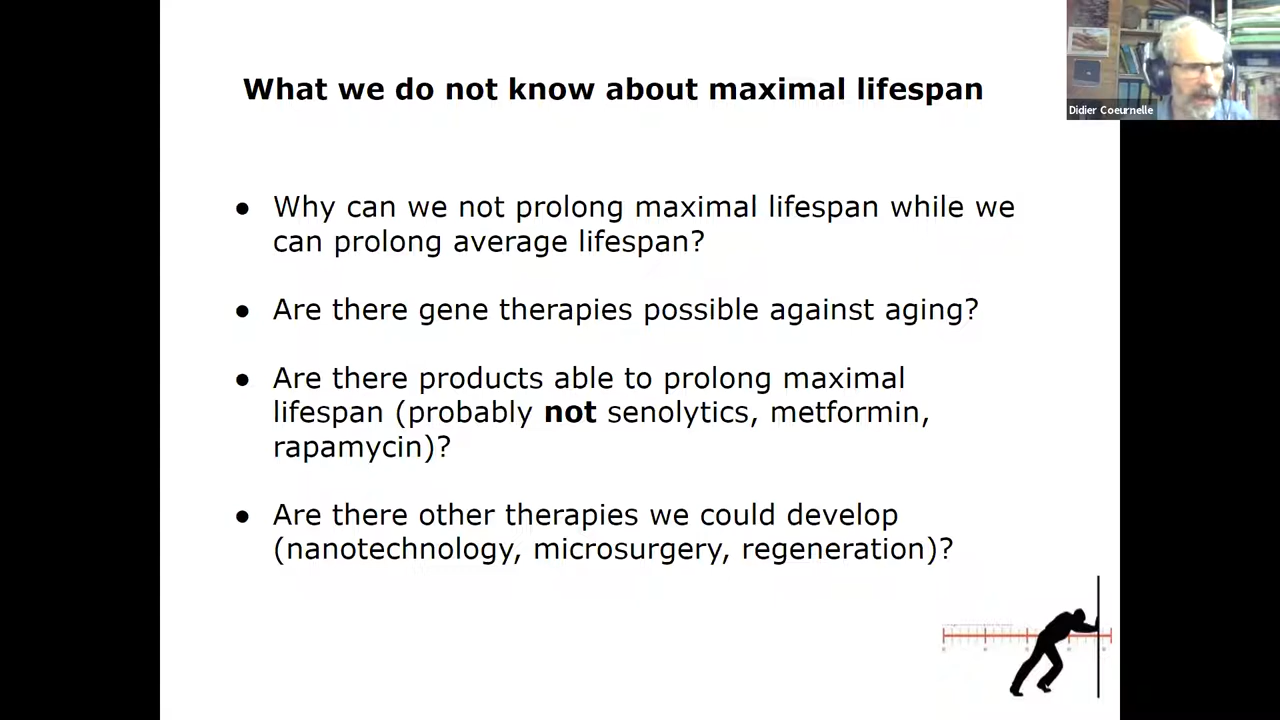 What we do not know about maximal lifespan
Didier Coeurnelle
● Why can we not prolong maximal lifespan while we
can prolong average lifespan?
● Are there gene therapies possible against aging?
● Are there products able to prolong maximal
lifespan (probably not senolytics, metformin,
rapamycin)?
● Are there other therapies we could develop
(nanotechnology, microsurgery, regeneration)?